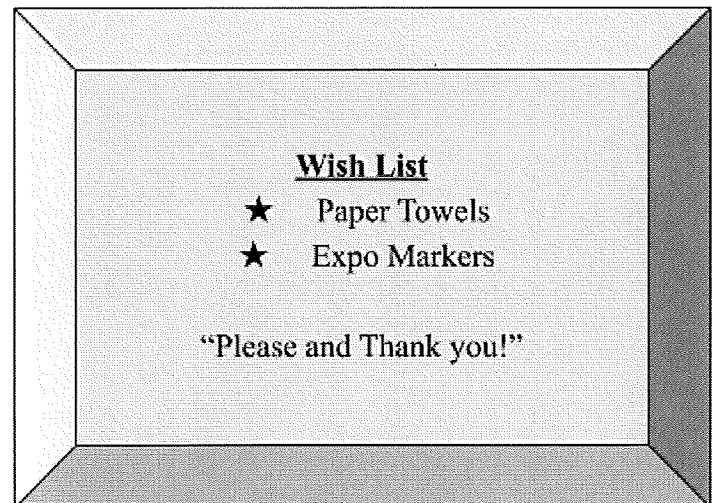 Wish List
★ Paper Towels
★ Expo Markers
“Please and Thank you!”